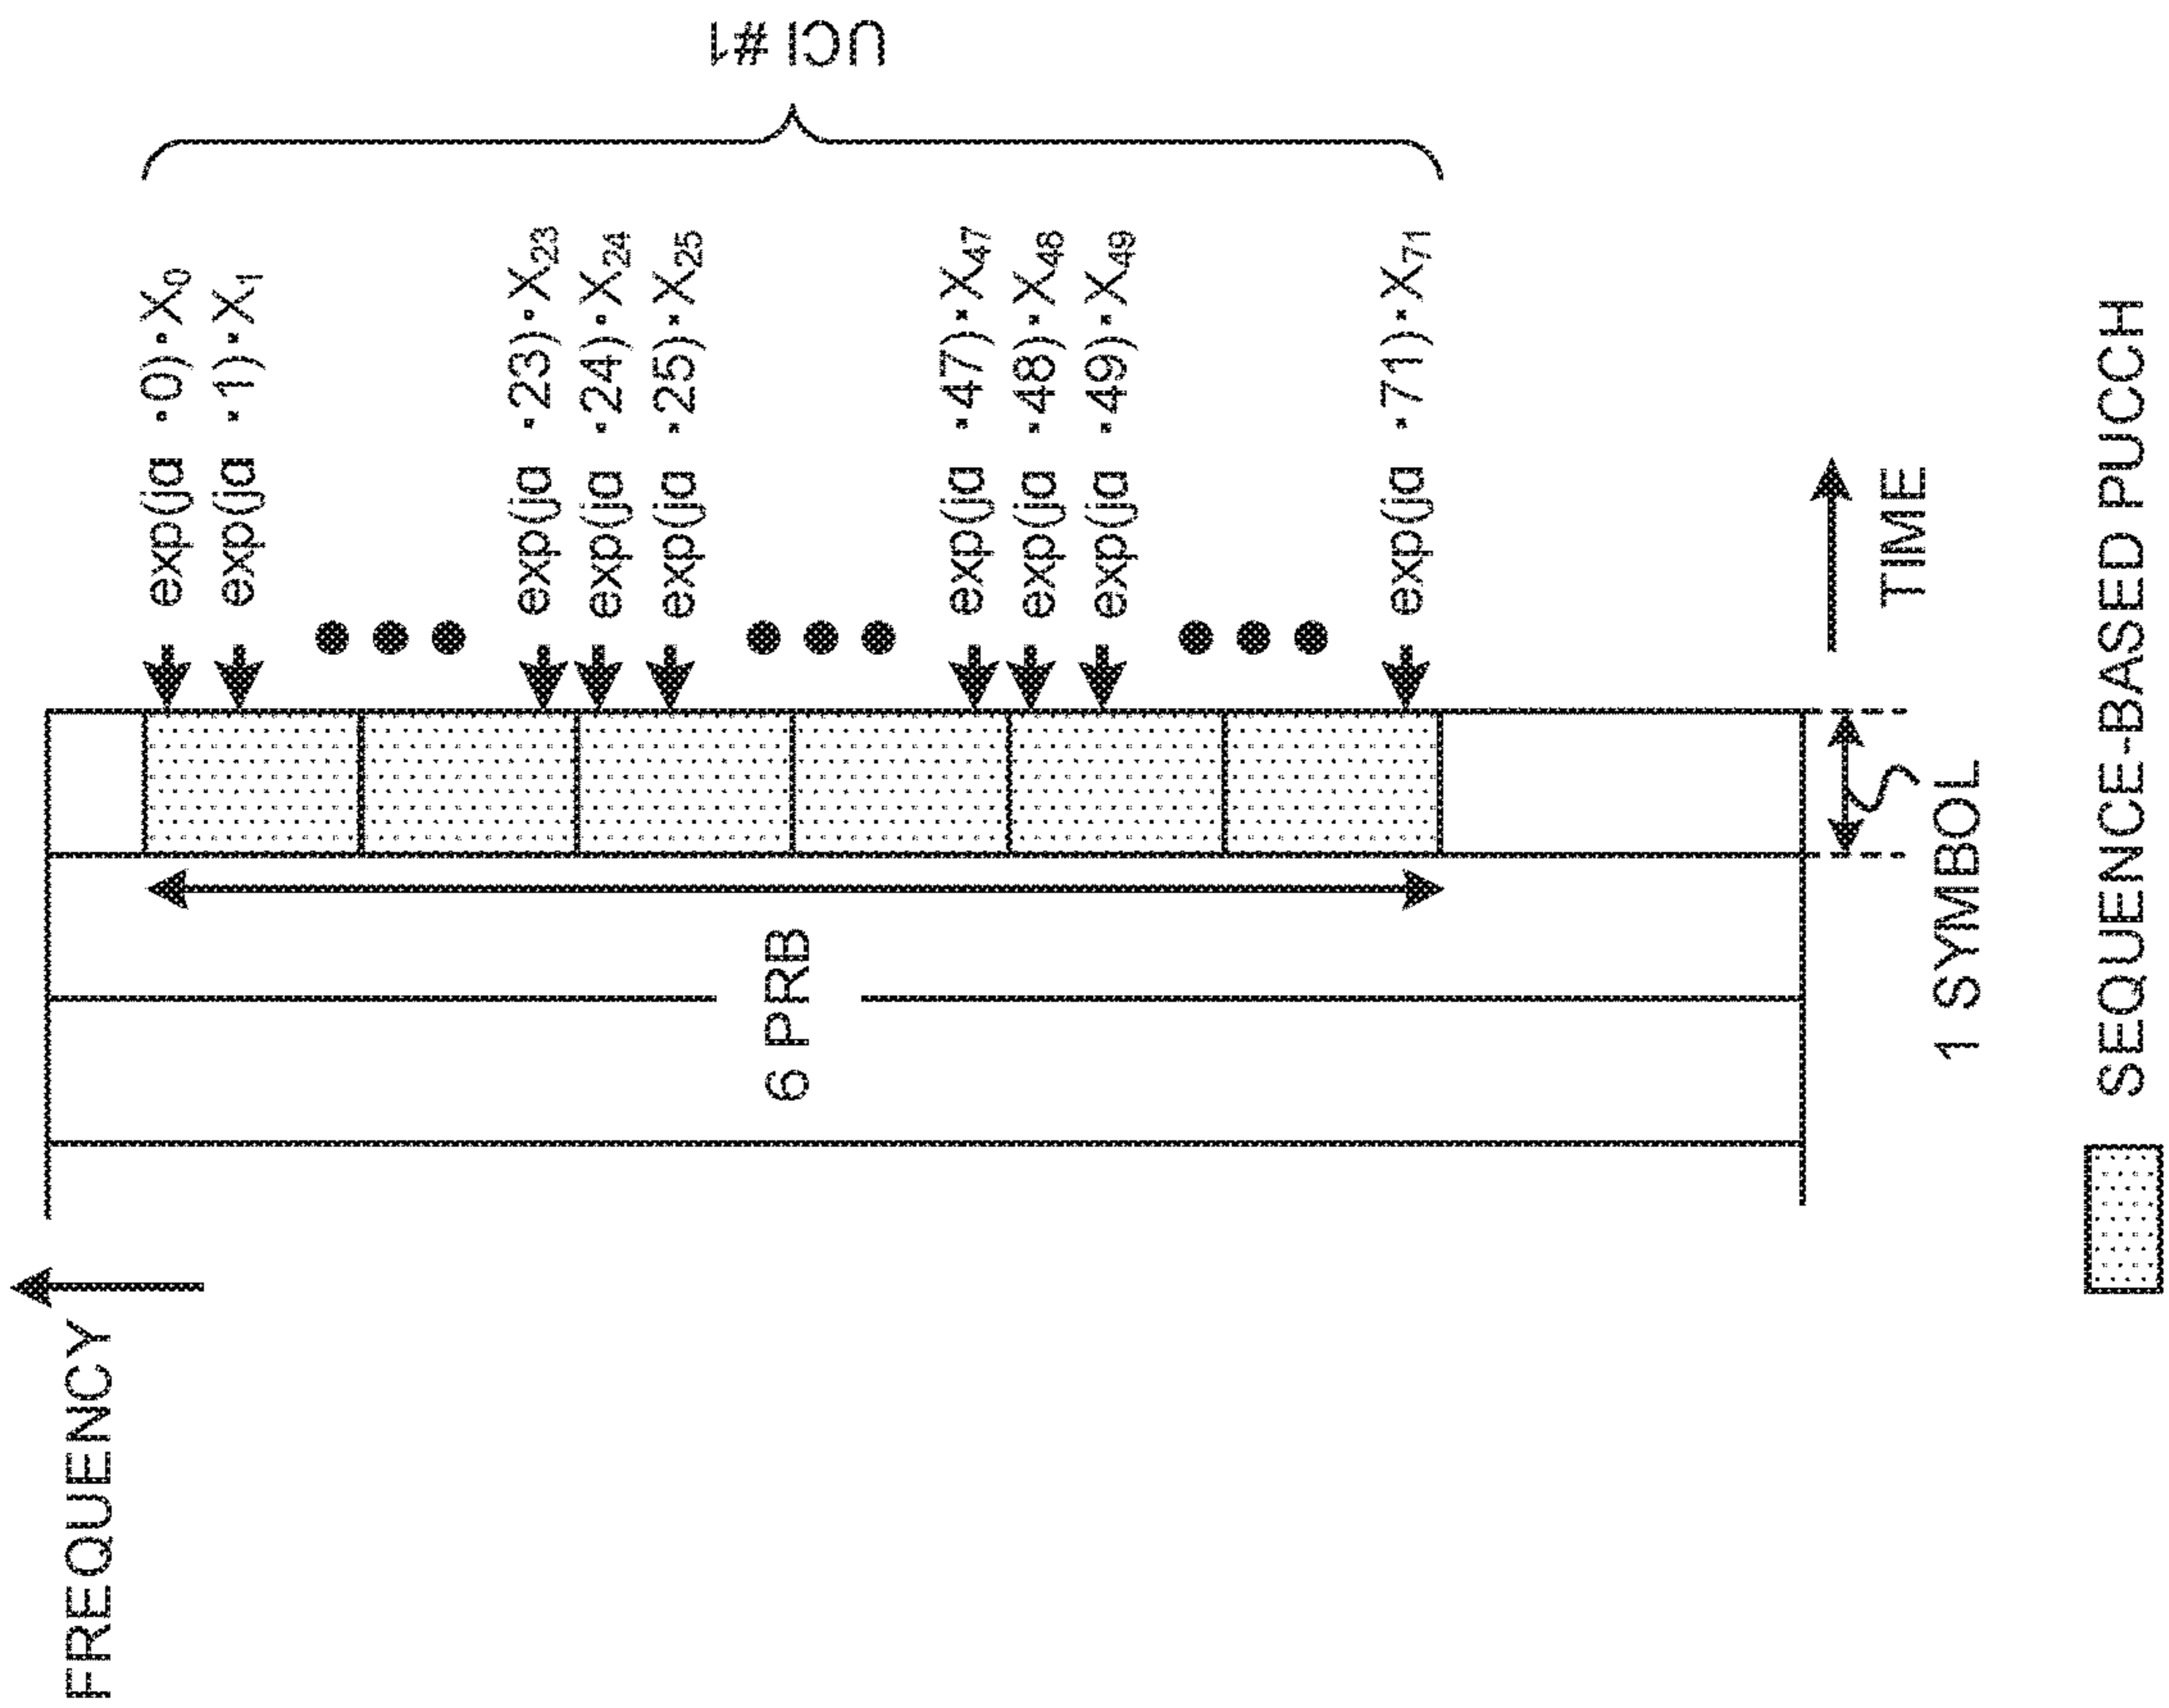 FREQUENCY
6 PRB
exp(jα ·0)·X₀
exp(jα ·1)·X₁
exp(jα ·23)·X₂₃
exp(jα ·24)·X₂₄
exp(jα ·25)·X₂₅
exp(jα ·47)·X₄₇
exp(jα ·48)·X₄₈
exp(jα ·49)·X₄₉
exp(jα ·71)·X₇₁
UCI #1
TIME
1 SYMBOL
SEQUENCE-BASED PUCCH